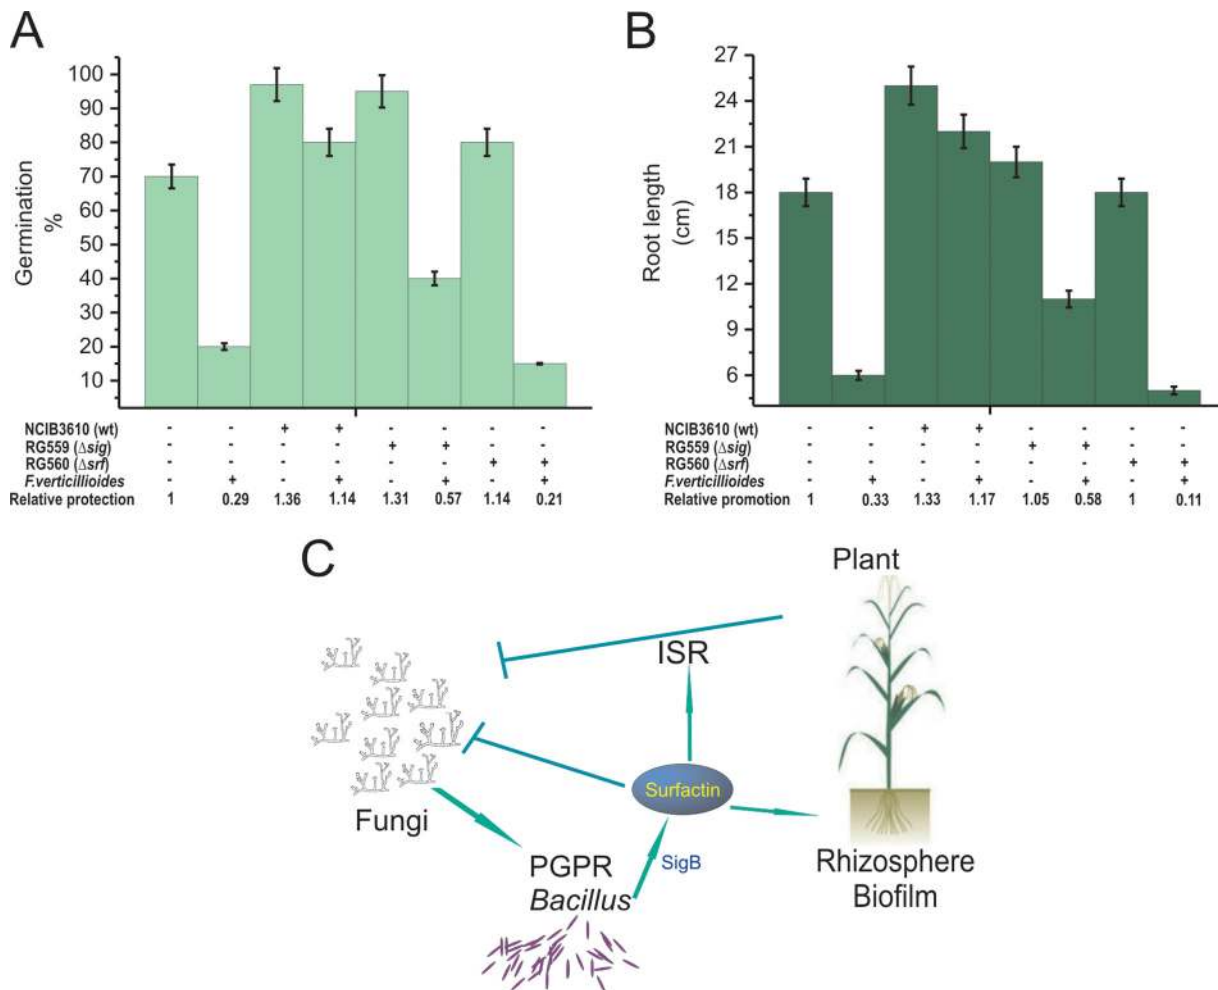 A
Germination
%
100
90
80
70
60
50
40
30
20
10
NCIB3610 (wt) - - + + - - - -
RG559 (Δsig) - - - - + + - -
RG560 (Δsrf) - - - - - - + +
F.verticillioides - + - + - + - +
Relative protection 1 0.29 1.36 1.14 1.31 0.57 1.14 0.21
B
Root length
(cm)
27
24
21
18
15
12
9
6
NCIB3610 (wt) - - + + - - - -
RG559 (Δsig) - - - - + + - -
RG560 (Δsrf) - - - - - - + +
F.verticillioides - + - + - + - +
Relative promotion 1 0.33 1.33 1.17 1.05 0.58 1 0.11
C
Plant
ISR
Surfactin
Fungi
SigB
PGPR
Bacillus
Rhizosphere
Biofilm